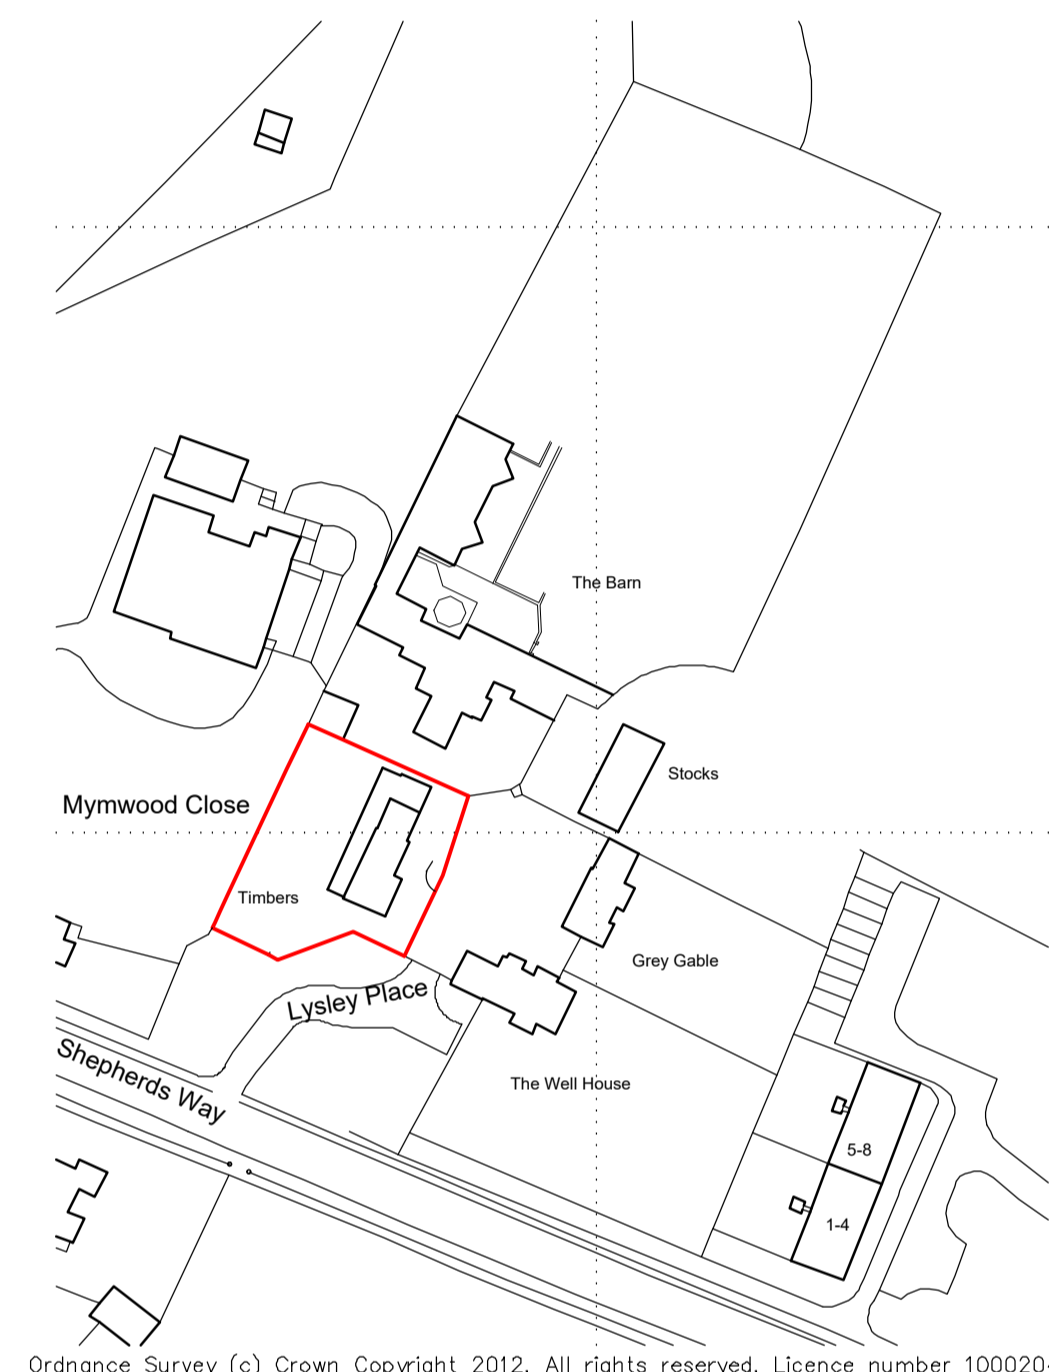 The Barn
Stocks
Mymwood Close
Timbers
Grey Gable
Lysley Place
Shepherds Way
The Well House
5-8
1-4
Ordnance Survey (c) Crown Copyright 2012. All rights reserved. Licence number